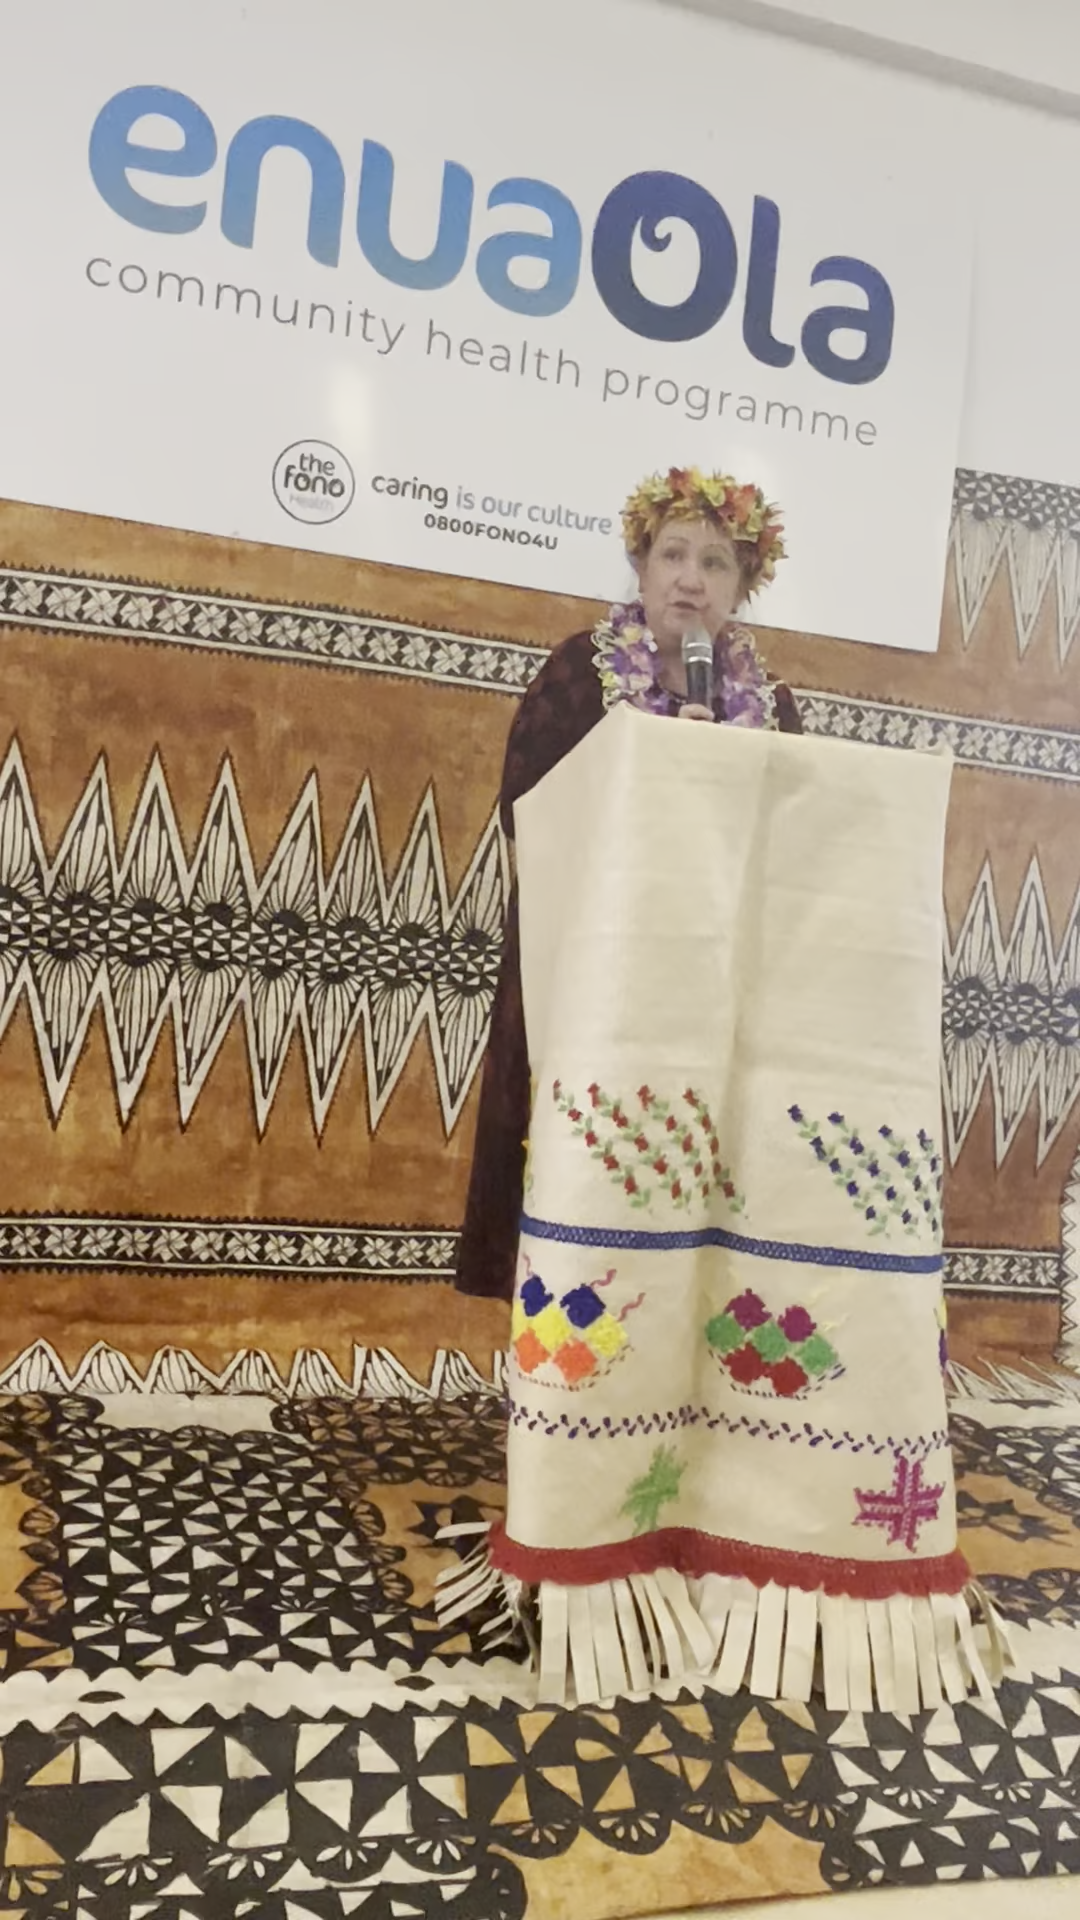 enuaOla
community health programme
the
fono
Health
caring is our culture
0800FONO4U